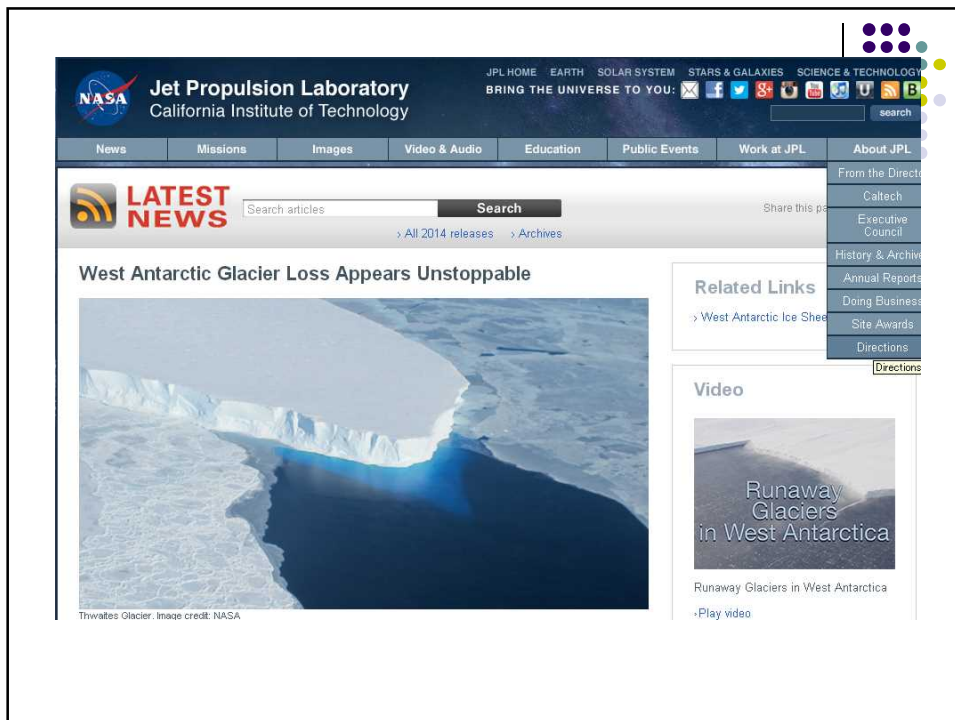 JPL HOME EARTH SOLAR SYSTEM STARS & GALAXIES SCIENCE & TECHNOLOGY
NASA
Jet Propulsion Laboratory
California Institute of Technology
BRING THE UNIVERSE TO YOU:
search
News Missions Images Video & Audio Education Public Events Work at JPL About JPL
From the Directo
Caltech
Executive
Council
History & Archive
Annual Reports
Doing Business
Site Awards
Directions
Directions
LATEST
NEWS
Search articles Search
Share this pa
› All 2014 releases › Archives
West Antarctic Glacier Loss Appears Unstoppable
Thwaites Glacier. Image credit: NASA
Related Links
› West Antarctic Ice Shee
Video
Runaway
Glaciers
in West Antarctica
Runaway Glaciers in West Antarctica
›Play video